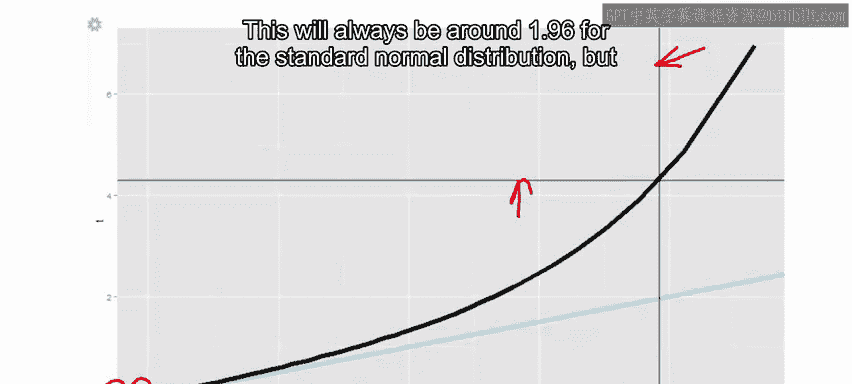 This will always be around 1.96 for
the standard normal distribution, but
6
4
t
2